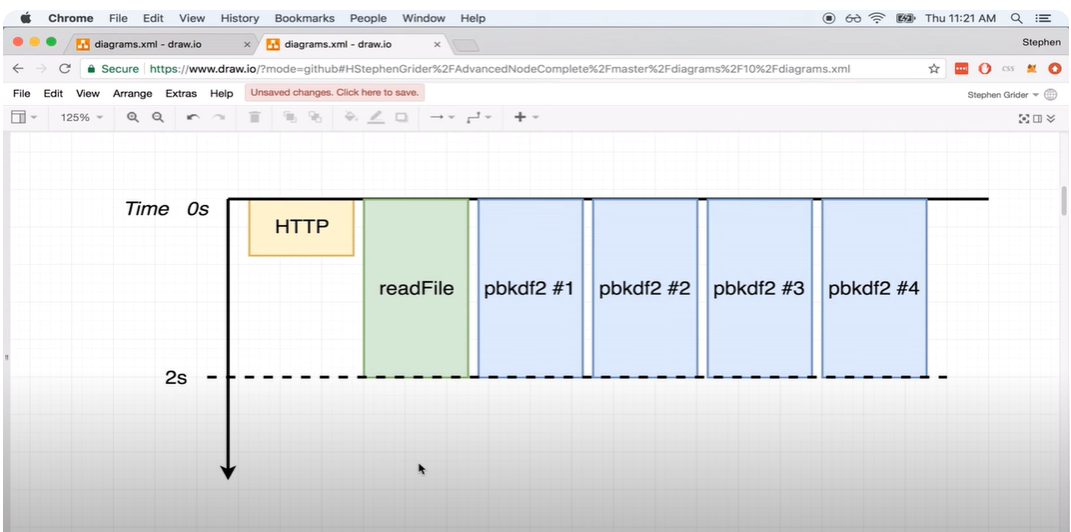 Chrome File Edit View History Bookmarks People Window Help Thu 11:21 AM
diagrams.xml - draw.io diagrams.xml - draw.io Stephen
Secure https://www.draw.io/?mode=github#HStephenGrider%2FAdvancedNodeComplete%2Fmaster%2Fdiagrams%2F10%2Fdiagrams.xml CSS
File Edit View Arrange Extras Help Unsaved changes. Click here to save. Stephen Grider
125%
Time 0s
HTTP
readFile pbkdf2 #1 pbkdf2 #2 pbkdf2 #3 pbkdf2 #4
2s